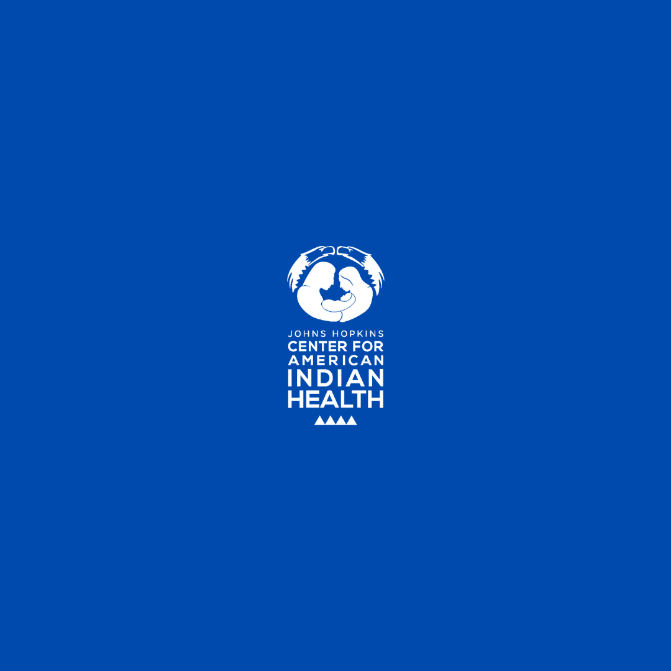 JOHNS HOPKINS
CENTER FOR
AMERICAN
INDIAN
HEALTH